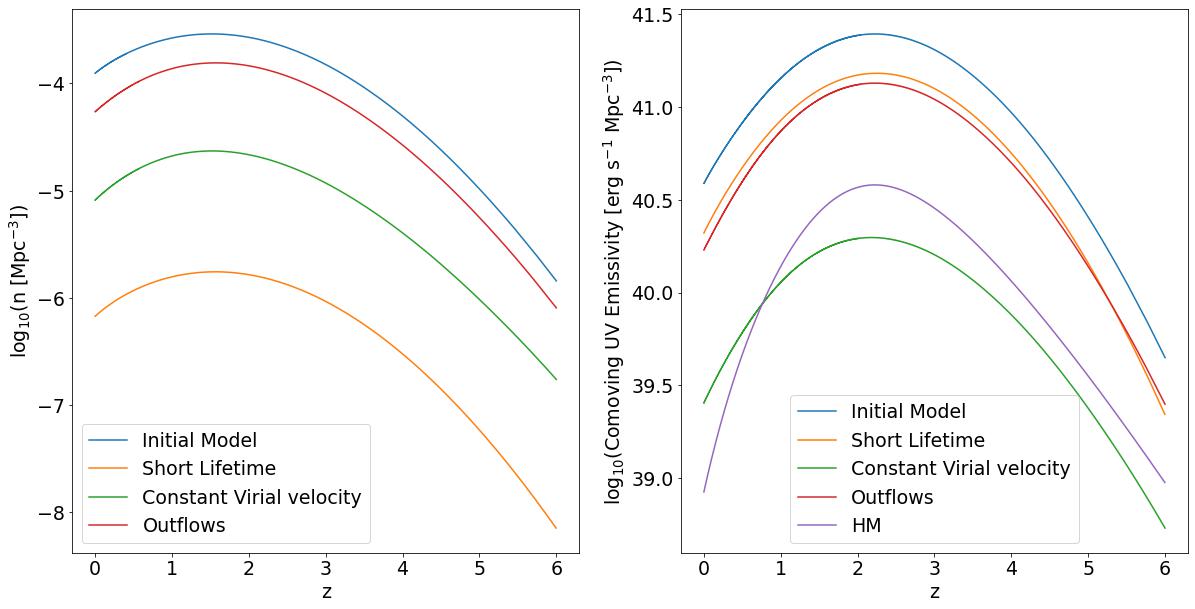 log₁₀(n [Mpc⁻³])
−4
−5
−6
−7
−8
0 1 2 3 4 5 6
z
Initial Model
Short Lifetime
Constant Virial velocity
Outflows
log₁₀(Comoving UV Emissivity [erg s⁻¹ Mpc⁻³])
41.5
41.0
40.5
40.0
39.5
39.0
0 1 2 3 4 5 6
z
Initial Model
Short Lifetime
Constant Virial velocity
Outflows
HM